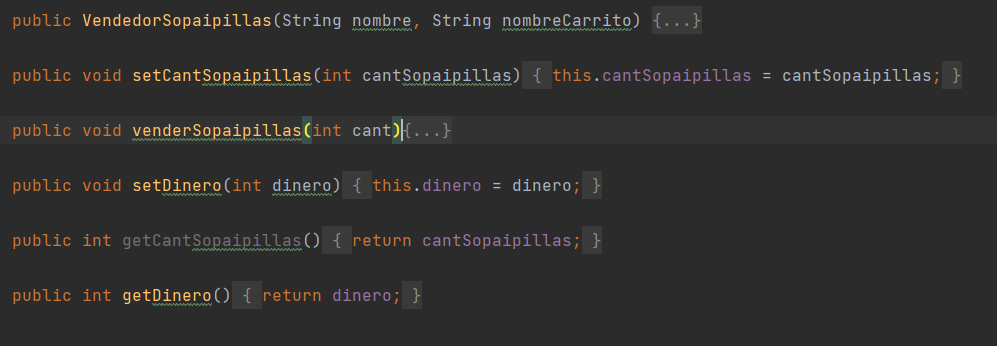 public VendedorSopaipillas(String nombre, String nombreCarrito) {...}
public void setCantSopaipillas(int cantSopaipillas) { this.cantSopaipillas = cantSopaipillas; }
public void venderSopaipillas(int cant){...}
public void setDinero(int dinero) { this.dinero = dinero; }
public int getCantSopaipillas() { return cantSopaipillas; }
public int getDinero() { return dinero; }